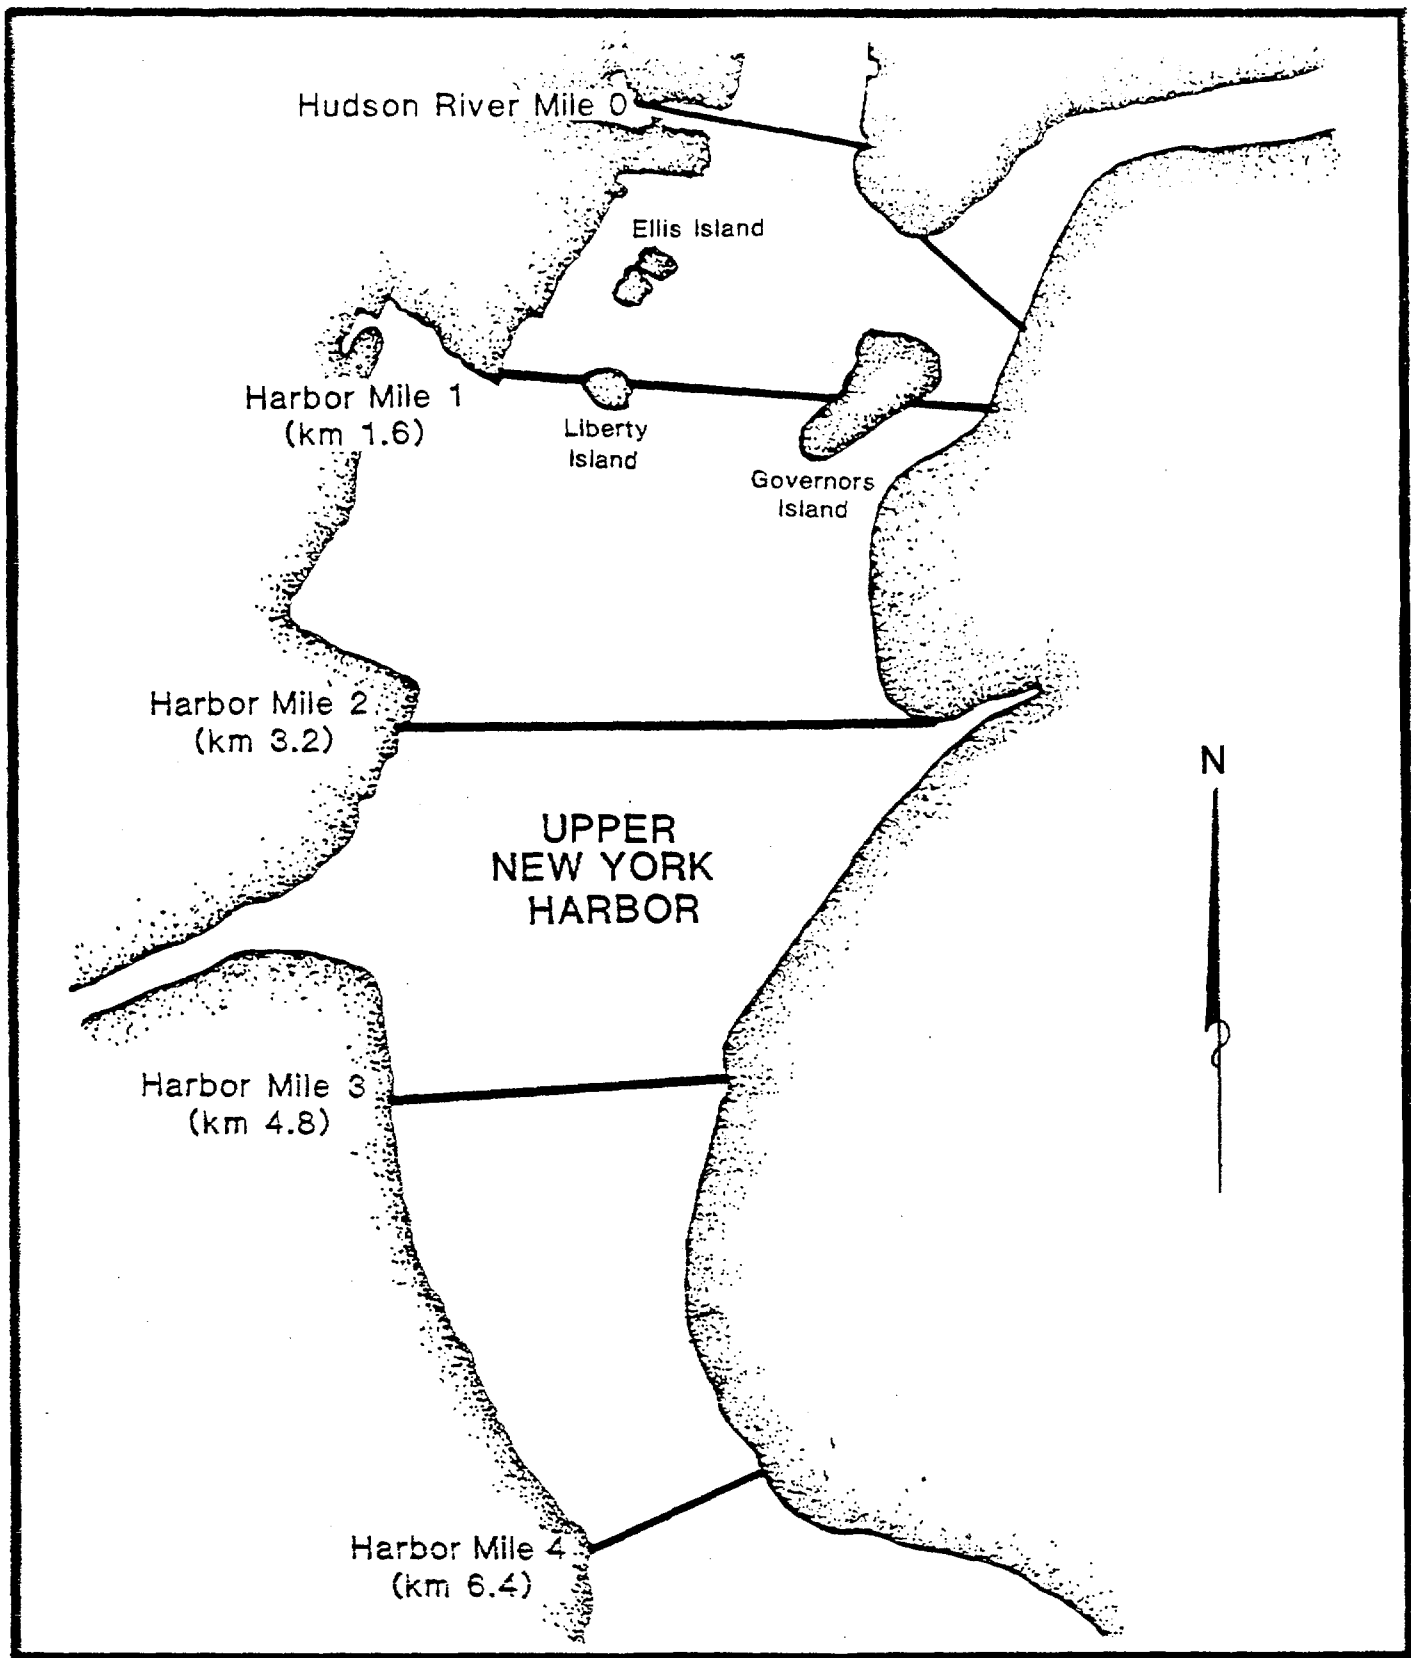 Hudson River Mile 0
Ellis Island
Harbor Mile 1
(km 1.6)
Liberty
Island
Governors
Island
Harbor Mile 2
(km 3.2)
N
UPPER
NEW YORK
HARBOR
Harbor Mile 3
(km 4.8)
Harbor Mile 4
(km 6.4)